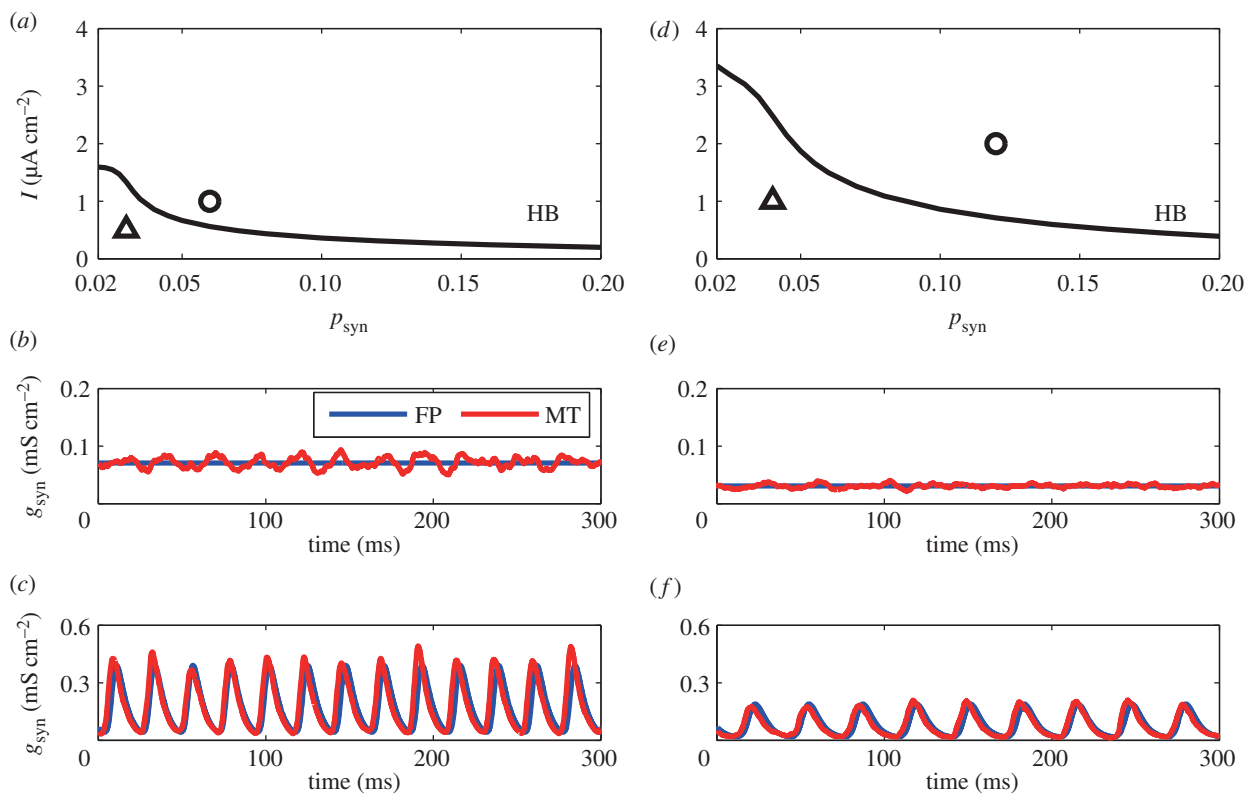 (a)
4
3
2
1
0
I (μA cm⁻²)
HB
0.02 0.05 0.10 0.15 0.20
p_syn
(d)
4
3
2
1
0
HB
0.02 0.05 0.10 0.15 0.20
p_syn
(b)
0.2
0.1
g_syn (mS cm⁻²)
FP MT
0 100 200 300
time (ms)
(e)
0.2
0.1
0 100 200 300
time (ms)
(c)
0.6
0.3
g_syn (mS cm⁻²)
0 100 200 300
time (ms)
(f)
0.6
0.3
0 100 200 300
time (ms)